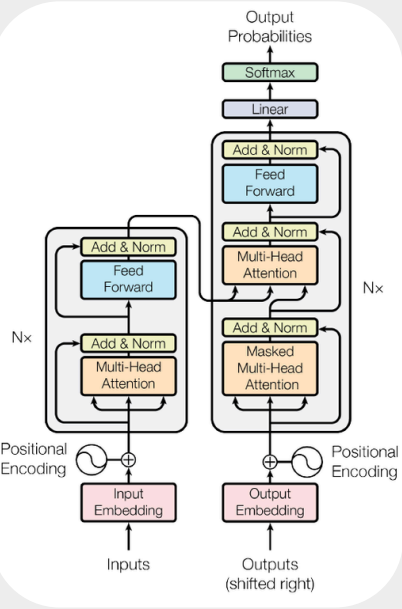 Output
Probabilities
Softmax
Linear
Add & Norm
Feed
Forward
Add & Norm
Multi-Head
Attention
Add & Norm
Masked
Multi-Head
Attention
N×
Positional
Encoding
Output
Embedding
Outputs
(shifted right)
Add & Norm
Feed
Forward
Add & Norm
Multi-Head
Attention
N×
Positional
Encoding
Input
Embedding
Inputs